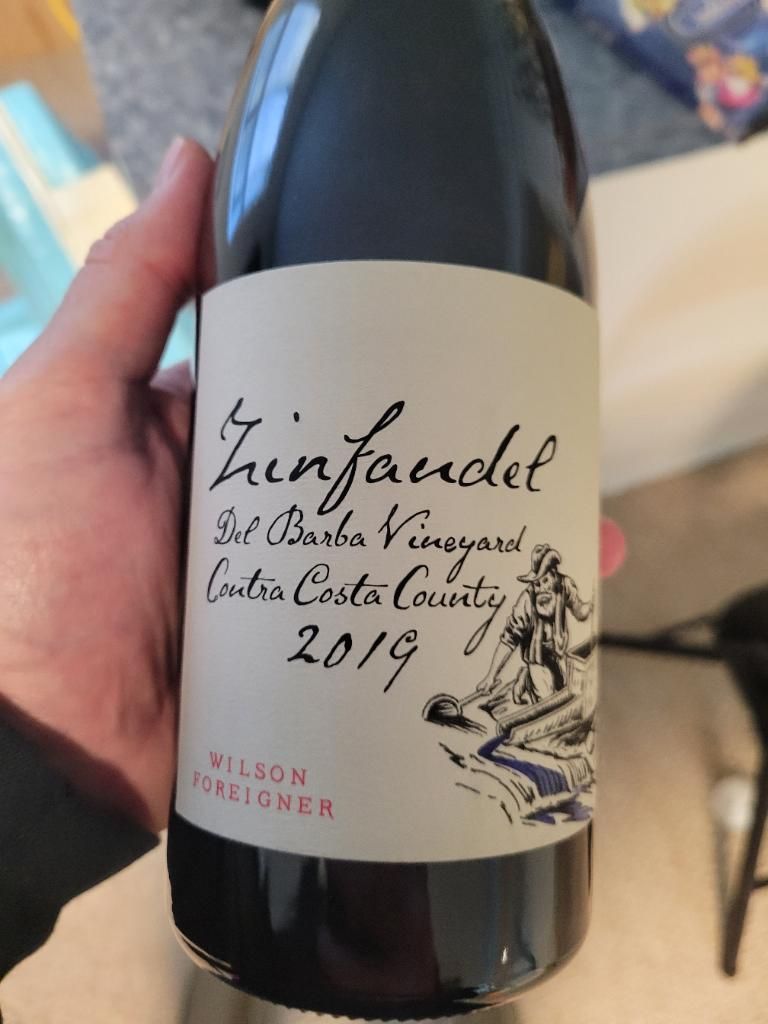 Zinfandel
Del Barba Vineyard
Contra Costa County
2019
WILSON
FOREIGNER